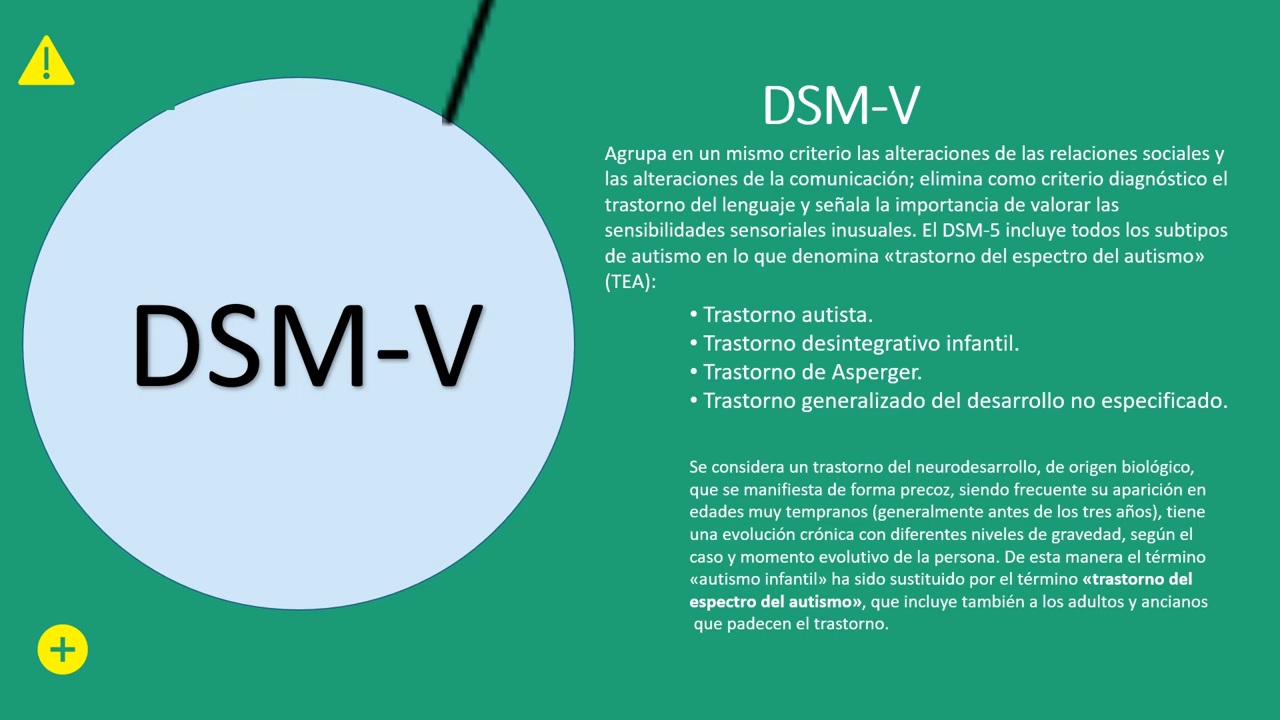 DSM-V
DSM-V
Agrupa en un mismo criterio las alteraciones de las relaciones sociales y
las alteraciones de la comunicación; elimina como criterio diagnóstico el
trastorno del lenguaje y señala la importancia de valorar las
sensibilidades sensoriales inusuales. El DSM-5 incluye todos los subtipos
de autismo en lo que denomina «trastorno del espectro del autismo»
(TEA):
• Trastorno autista.
• Trastorno desintegrativo infantil.
• Trastorno de Asperger.
• Trastorno generalizado del desarrollo no especificado.
Se considera un trastorno del neurodesarrollo, de origen biológico,
que se manifiesta de forma precoz, siendo frecuente su aparición en
edades muy tempranos (generalmente antes de los tres años), tiene
una evolución crónica con diferentes niveles de gravedad, según el
caso y momento evolutivo de la persona. De esta manera el término
«autismo infantil» ha sido sustituido por el término «trastorno del
espectro del autismo», que incluye también a los adultos y ancianos
que padecen el trastorno.